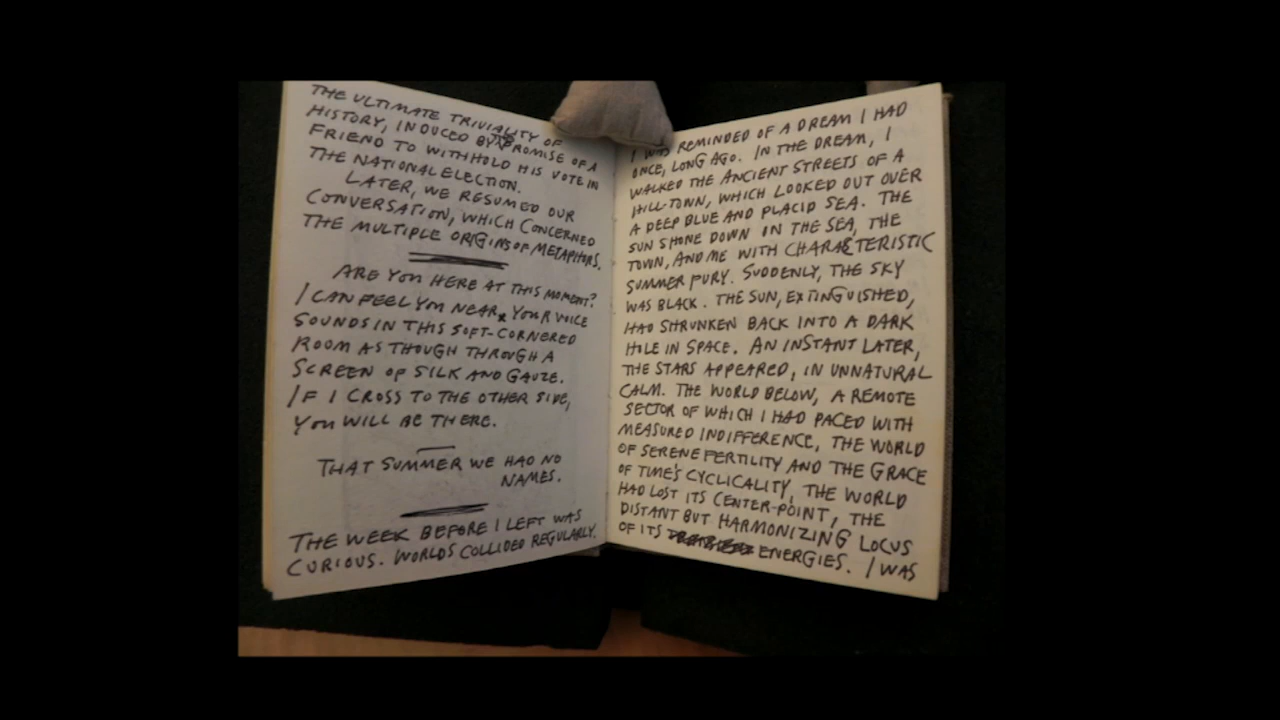 THE ULTIMATE TRIVIALITY OF
HISTORY, INDUCED BY PROMISE OF A
FRIEND TO WITHHOLD HIS VOTE IN
THE NATIONAL ELECTION.
LATER, WE RESUMED OUR
CONVERSATION, WHICH CONCERNED
THE MULTIPLE ORIGINS OF METAPHORS.
ARE YOU HERE AT THIS MOMENT?
I CAN FEEL YOU NEAR. YOUR VOICE
SOUNDS IN THIS SOFT-CORNERED
ROOM AS THOUGH THROUGH A
SCREEN OF SILK AND GAUZE.
IF I CROSS TO THE OTHER SIDE,
YOU WILL BE THERE.
THAT SUMMER WE HAD NO
NAMES.
THE WEEK BEFORE I LEFT WAS
CURIOUS. WORLDS COLLIDED REGULARLY.
I WAS REMINDED OF A DREAM I HAD
ONCE, LONG AGO. IN THE DREAM, I
WALKED THE ANCIENT STREETS OF A
HILL-TOWN, WHICH LOOKED OUT OVER
A DEEP BLUE AND PLACID SEA. THE
SUN SHONE DOWN ON THE SEA, THE
TOWN, AND ME WITH CHARACTERISTIC
SUMMER FURY. SUDDENLY, THE SKY
WAS BLACK. THE SUN, EXTINGUISHED,
HAD SHRUNKEN BACK INTO A DARK
HOLE IN SPACE. AN INSTANT LATER,
THE STARS APPEARED, IN UNNATURAL
CALM. THE WORLD BELOW, A REMOTE
SECTOR OF WHICH I HAD PACED WITH
MEASURED INDIFFERENCE, THE WORLD
OF SERENE FERTILITY AND THE GRACE
OF TIME'S CYCLICALITY, THE WORLD
HAD LOST ITS CENTER-POINT, THE
DISTANT BUT HARMONIZING LOCUS
OF ITS ENERGIES. I WAS